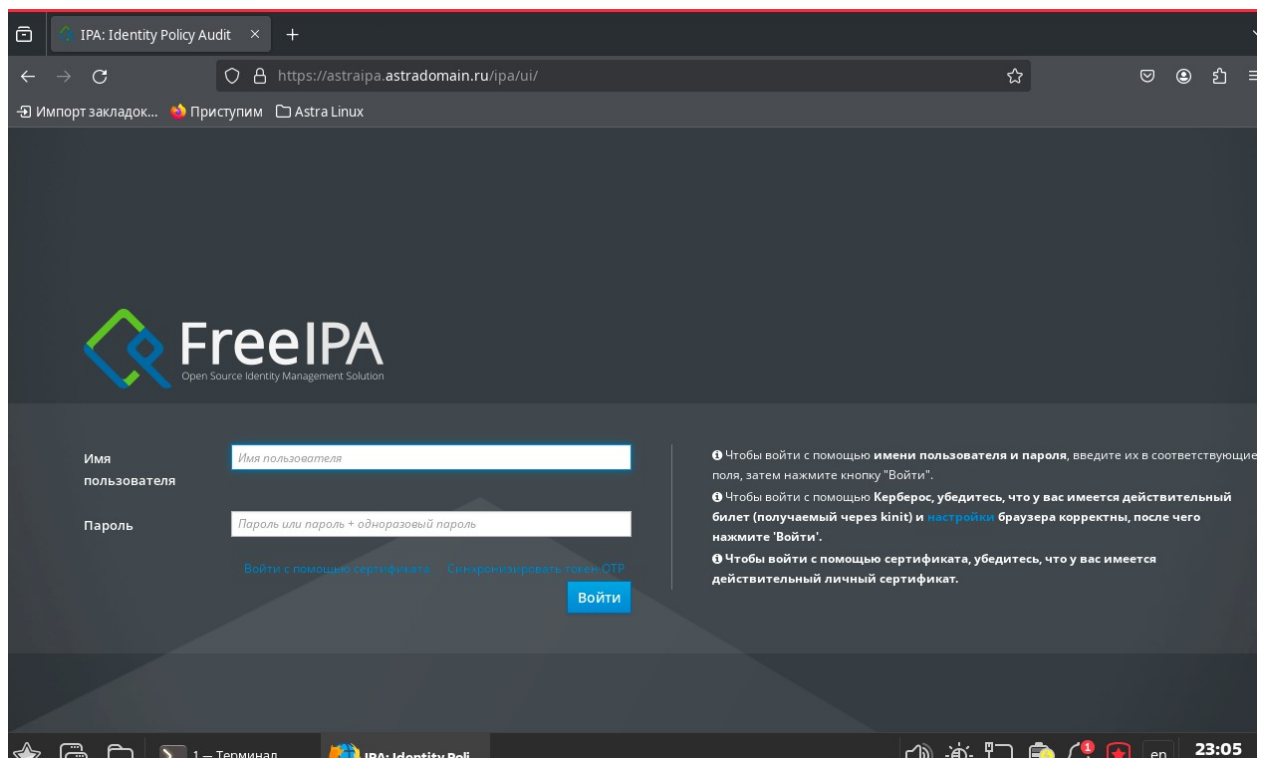 IPA: Identity Policy Audit
https://astraipa.astradomain.ru/ipa/ui/
Импорт закладок... Приступим Astra Linux
FreeIPA
Open Source Identity Management Solution
Имя пользователя
Имя пользователя
Пароль
Пароль или пароль + одноразовый пароль
Войти с помощью сертификата Синхронизировать токен OTP
Войти
Чтобы войти с помощью имени пользователя и пароля, введите их в соответствующие
поля, затем нажмите кнопку "Войти".
Чтобы войти с помощью Керберос, убедитесь, что у вас имеется действительный
билет (получаемый через kinit) и настройки браузера корректны, после чего
нажмите 'Войти'.
Чтобы войти с помощью сертификата, убедитесь, что у вас имеется
действительный личный сертификат.
1 — Терминал IPA: Identity Poli 1 en 23:05